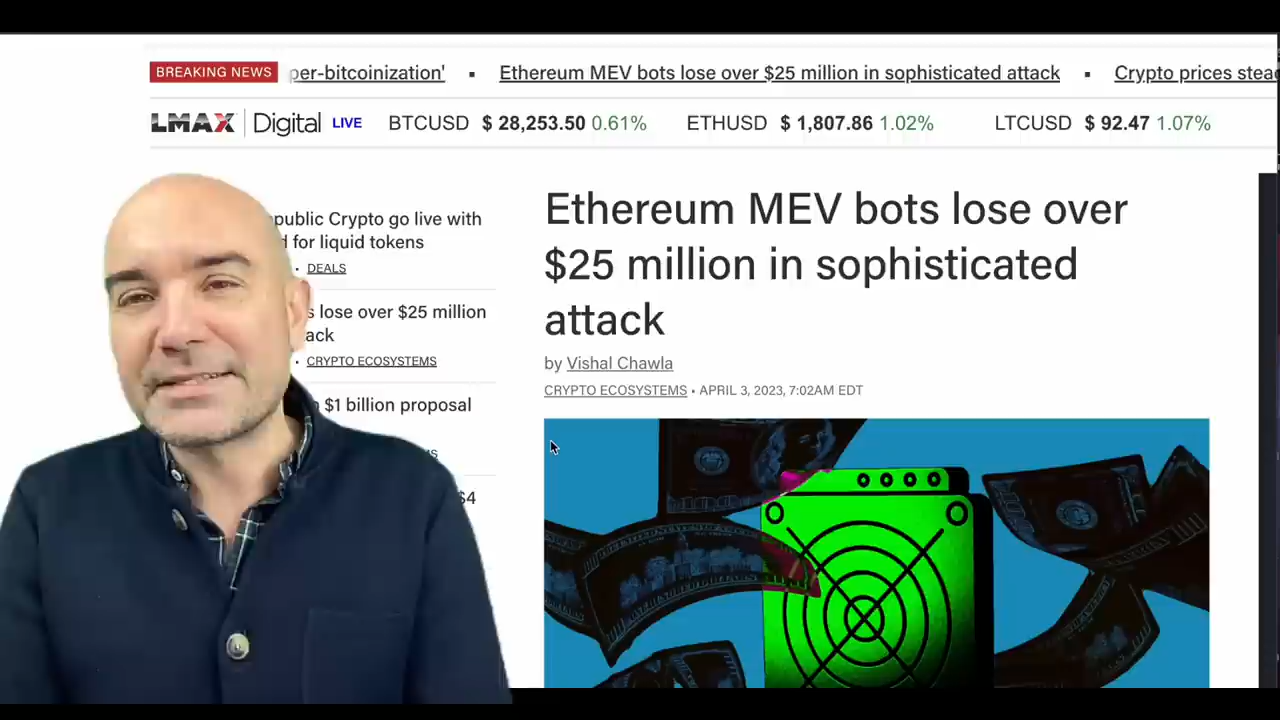 BREAKING NEWS per-bitcoinization' ▪ Ethereum MEV bots lose over $25 million in sophisticated attack ▪ Crypto prices
LMAX Digital LIVE BTCUSD $ 28,253.50 0.61% ETHUSD $ 1,807.86 1.02% LTCUSD $ 92.47 1.07%
public Crypto go live with
for liquid tokens
• DEALS
s lose over $25 million
• CRYPTO ECOSYSTEMS
$1 billion proposal
$4
Ethereum MEV bots lose over
$25 million in sophisticated
attack
by Vishal Chawla
CRYPTO ECOSYSTEMS • APRIL 3, 2023, 7:02AM EDT